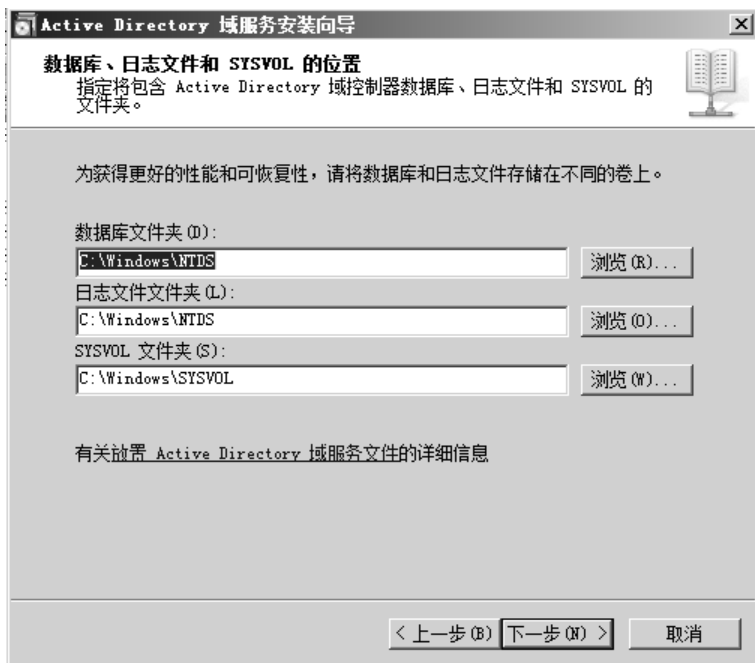 Active Directory 域服务安装向导
数据库、日志文件和 SYSVOL 的位置
指定将包含 Active Directory 域控制器数据库、日志文件和 SYSVOL 的
文件夹。
为获得更好的性能和可恢复性，请将数据库和日志文件存储在不同的卷上。
数据库文件夹(D):
C:\Windows\NTDS
浏览(R)...
日志文件文件夹(L):
C:\Windows\NTDS
浏览(O)...
SYSVOL 文件夹(S):
C:\Windows\SYSVOL
浏览(W)...
有关放置 Active Directory 域服务文件的详细信息
< 上一步(B) 下一步(N) > 取消